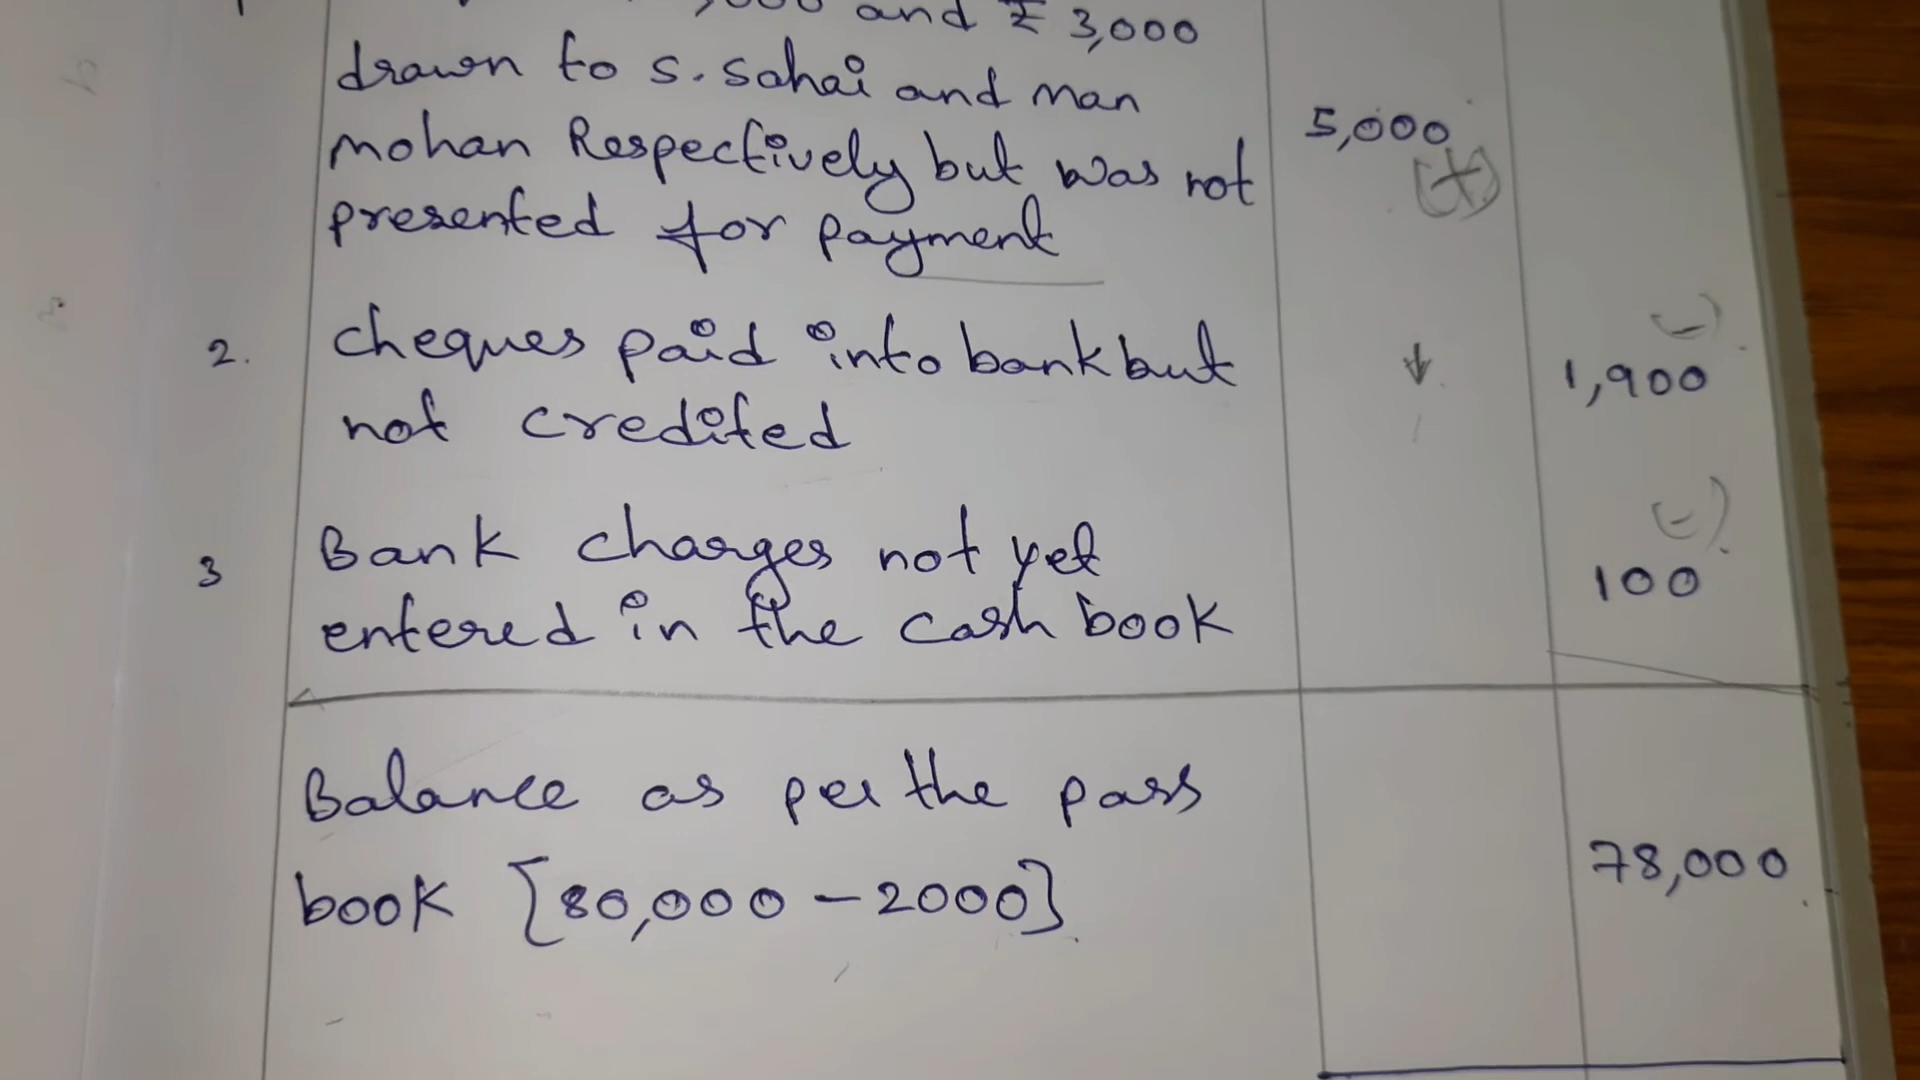 and ₹ 3,000
drawn to S. Sahai and Man
mohan Respectively but was not 5,000
(+)
presented for payment
2. cheques paid into bank but (-)
1,900
not credited
3 Bank charges not yet (-)
100
entered in the cash book
Balance as per the pass
78,000
book [80,000 - 2000]